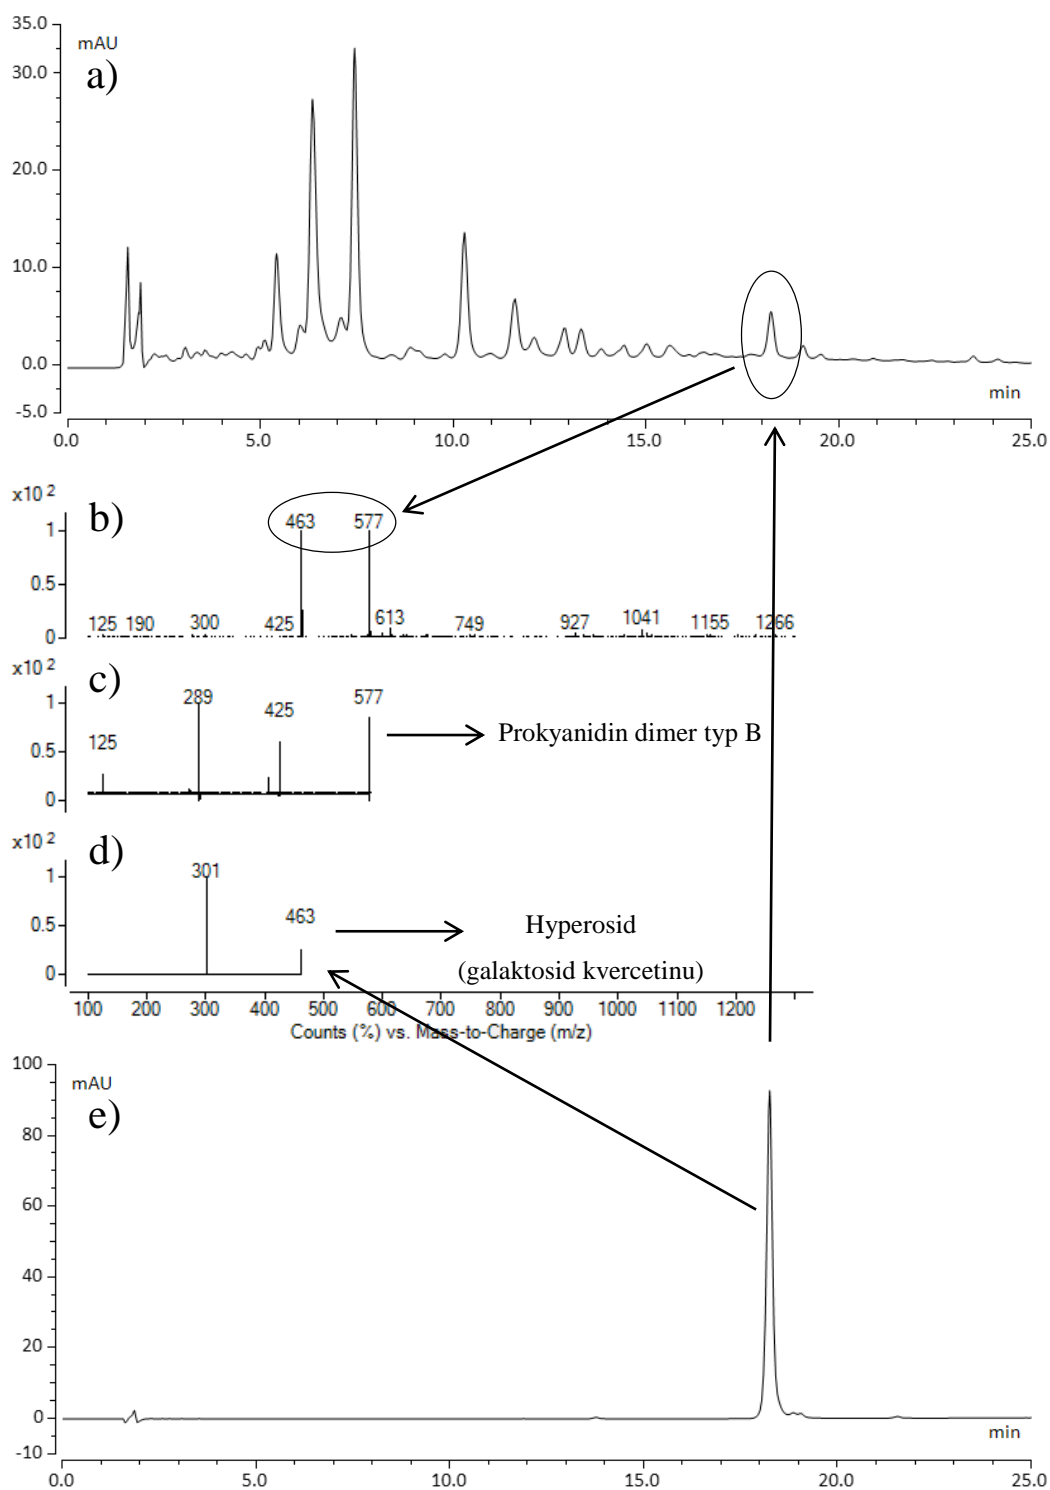 35.0
mAU
a)
30.0
20.0
10.0
0.0
min
-5.0
0.0 5.0 10.0 15.0 20.0 25.0
x10 2
b)
463 577
1
0.5
125 190 300 425 613 749 927 1041 1155 1266
0
x10 2
c)
289 577
1
425
Prokyanidin dimer typ B
125
0.5
0
x10 2
d)
301
1
463
Hyperosid
0.5
(galaktosid kvercetinu)
0
100 200 300 400 500 600 700 800 900 1000 1100 1200
Counts (%) vs. Mass-to-Charge (m/z)
100
mAU
e)
80
60
40
20
0
min
-10
0.0 5.0 10.0 15.0 20.0 25.0